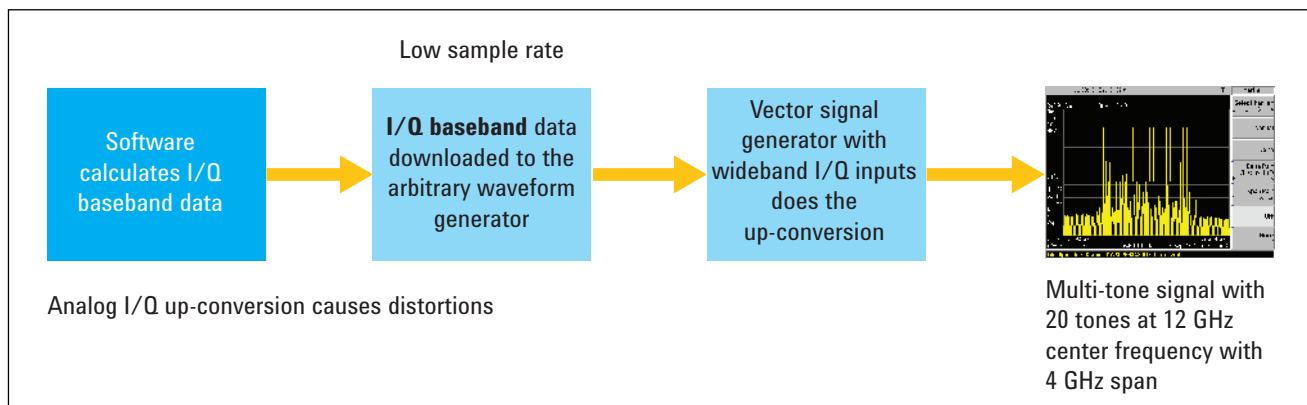 Low sample rate
Software
calculates I/Q
baseband data
I/Q baseband data
downloaded to the
arbitrary waveform
generator
Vector signal
generator with
wideband I/Q inputs
does the
up-conversion
Analog I/Q up-conversion causes distortions
Multi-tone signal with
20 tones at 12 GHz
center frequency with
4 GHz span